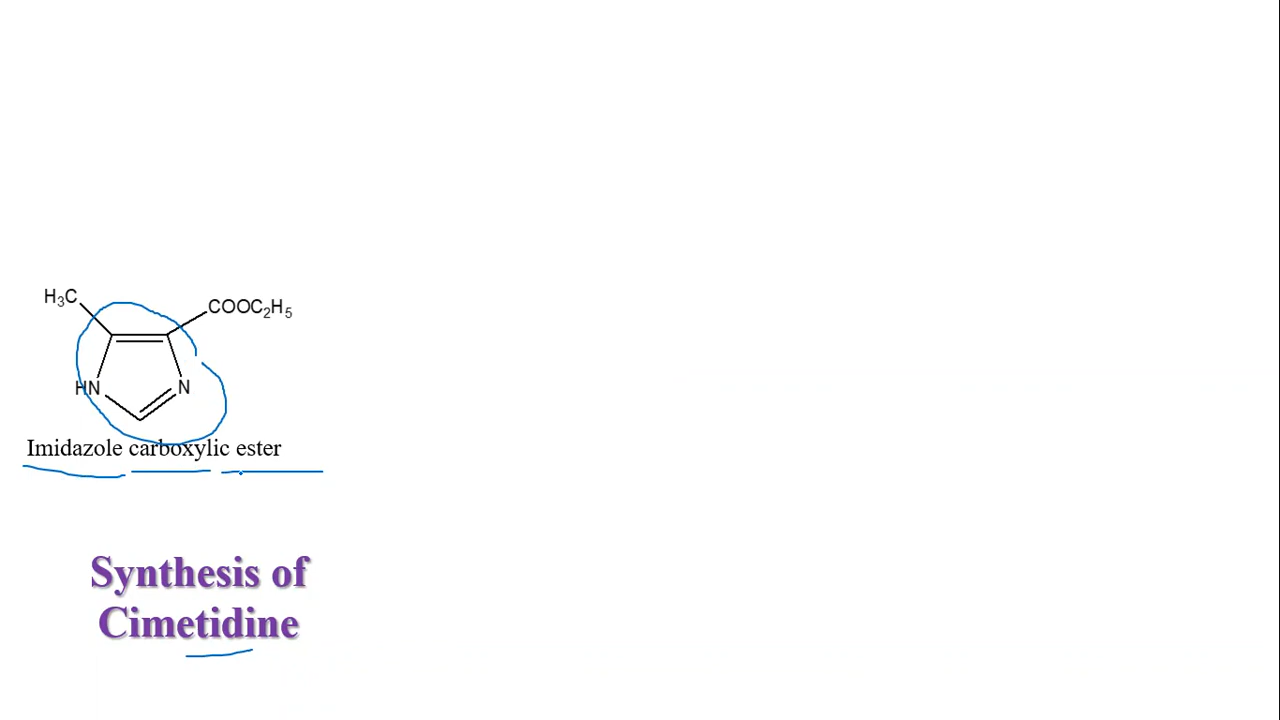 H₃C
COOC₂H₅
HN
N
Imidazole carboxylic ester
Synthesis of
Cimetidine